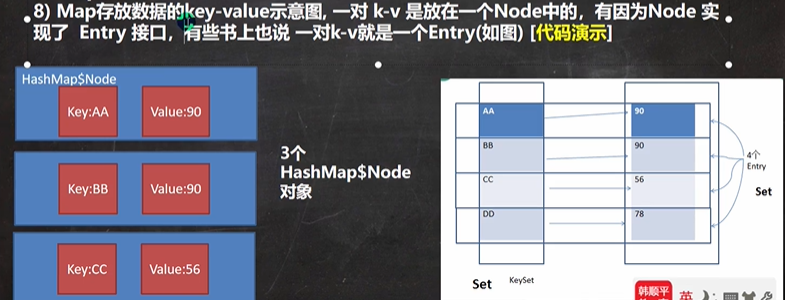 8) Map存放数据的key-value示意图, 一对 k-v 是放在一个Node中的，有因为Node 实
现了 Entry 接口，有些书上也说 一对k-v就是一个Entry(如图) [代码演示]
HashMap$Node
Key:AA
Value:90
Key:BB
Value:90
Key:CC
Value:56
3个
HashMap$Node
对象
AA
90
BB
90
CC
56
DD
78
4个
Entry
Set
Set
KeySet
韩顺平
英